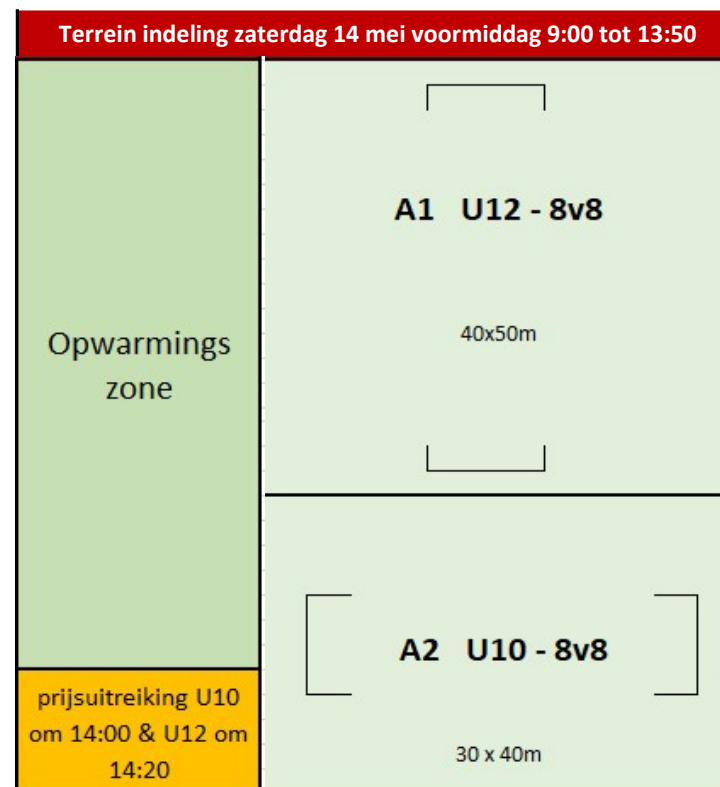 Terrein indeling zaterdag 14 mei voormiddag 9:00 tot 13:50
A1 U12 - 8v8
40x50m
Opwarmings
zone
A2 U10 - 8v8
30 x 40m
prijsuitreiking U10
om 14:00 & U12 om
14:20